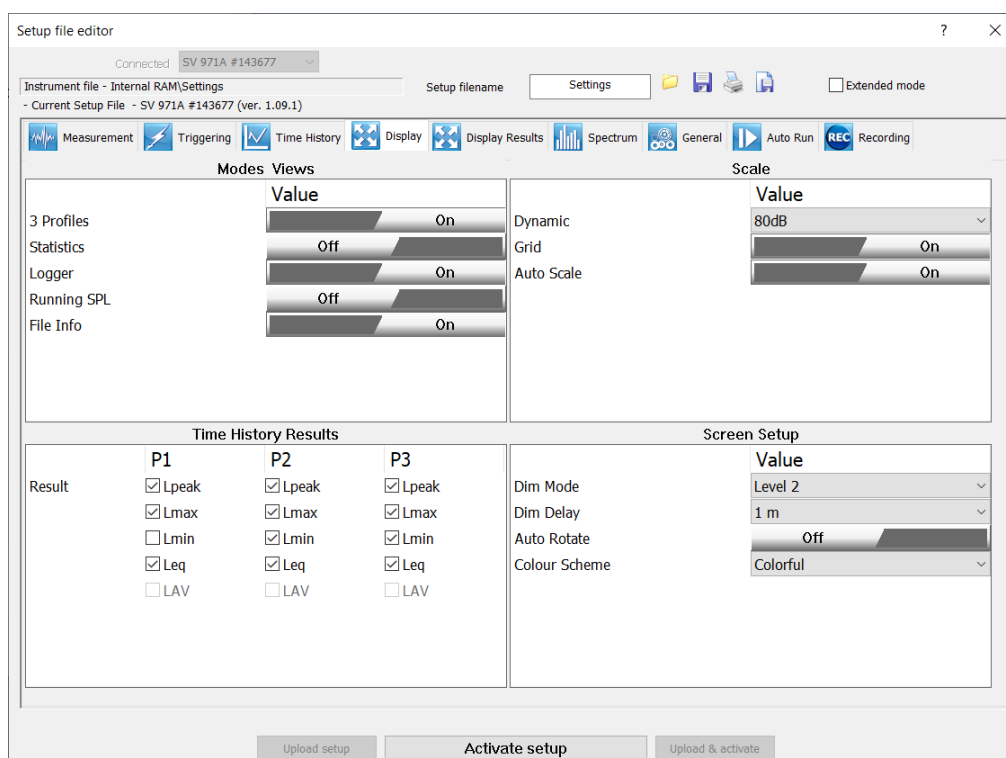 Setup file editor
?
Connected SV 971A #143677
Instrument file - Internal RAM\Settings
Setup filename Settings
Extended mode
- Current Setup File - SV 971A #143677 (ver. 1.09.1)
Measurement Triggering Time History Display Display Results Spectrum General Auto Run REC Recording
Modes Views
Value
3 Profiles On
Statistics Off
Logger On
Running SPL Off
File Info On
Scale
Value
Dynamic 80dB
Grid On
Auto Scale On
Time History Results
P1 P2 P3
Result Lpeak Lpeak Lpeak
Lmax Lmax Lmax
Lmin Lmin Lmin
Leq Leq Leq
LAV LAV LAV
Screen Setup
Value
Dim Mode Level 2
Dim Delay 1 m
Auto Rotate Off
Colour Scheme Colorful
Upload setup Activate setup Upload & activate